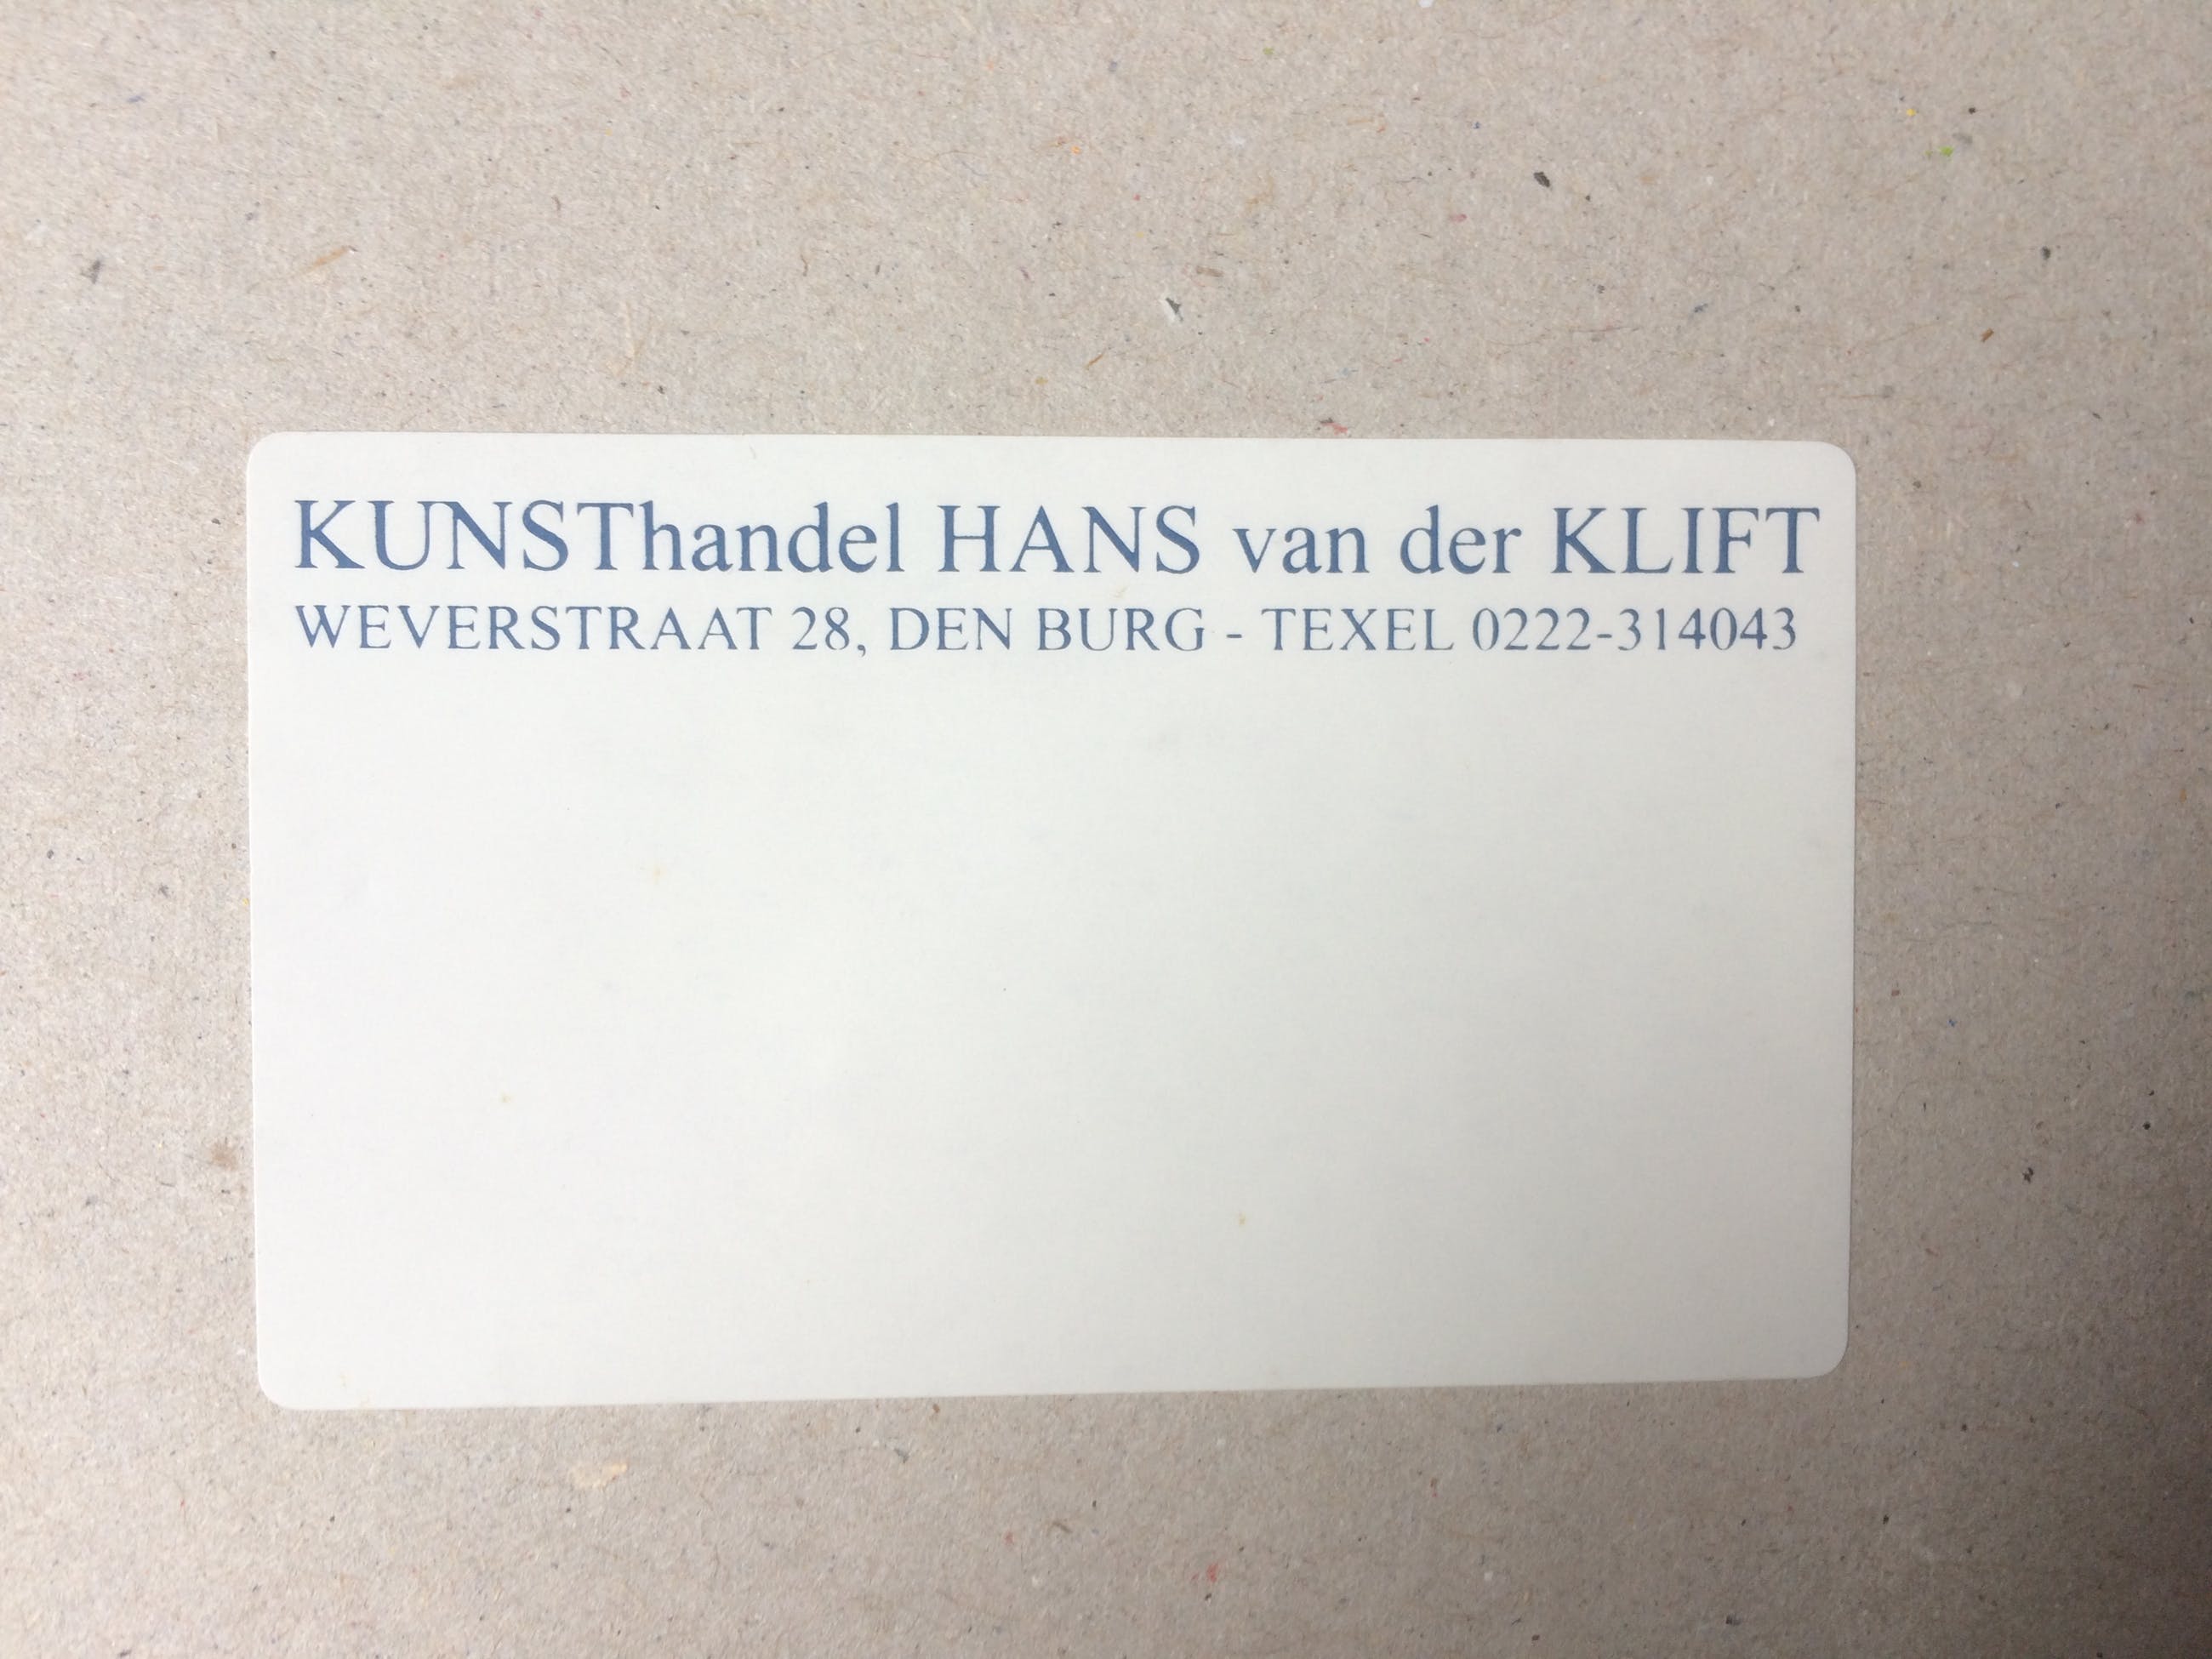 KUNSThandel HANS van der KLIFT
WEVERSTRAAT 28, DEN BURG - TEXEL 0222-314043